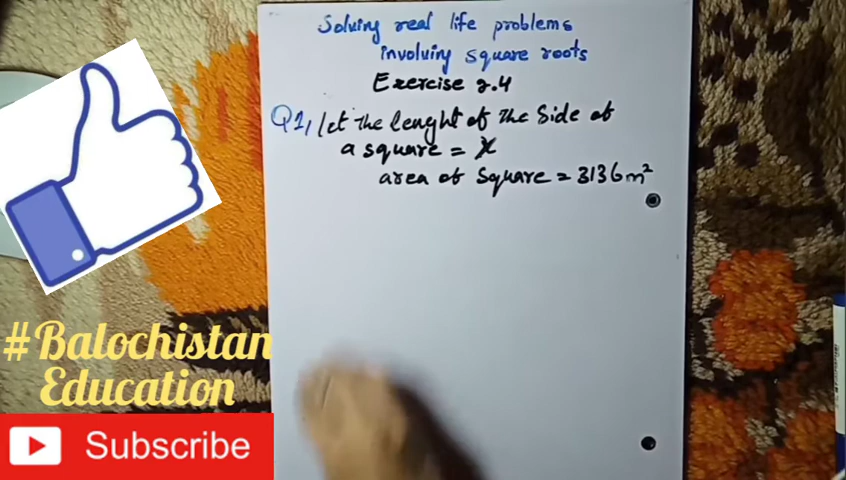 Solving real life problems
involving square roots
Exercise 2.4
Q1, let the lenght of the Side of
a square = x
area of Square = 3136m²
#Balochistan
Education
Subscribe